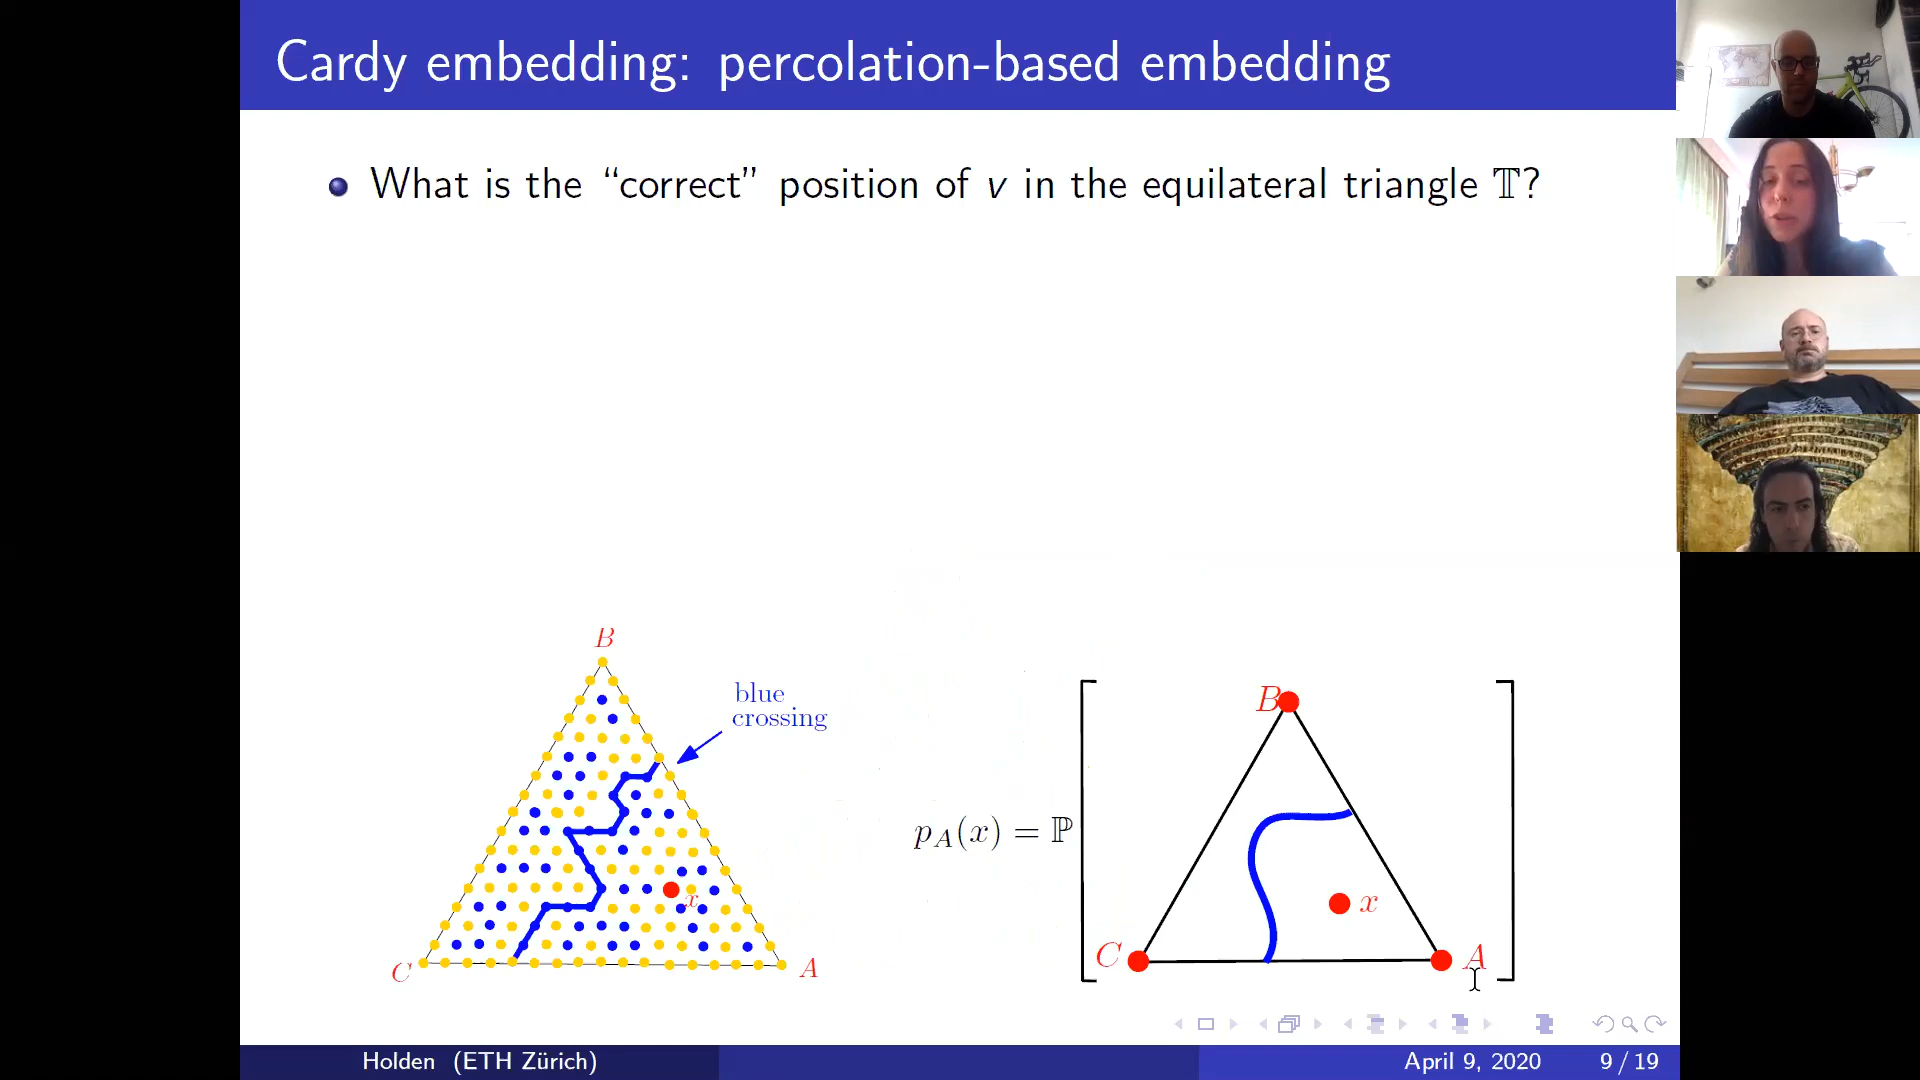 Cardy embedding: percolation-based embedding
What is the “correct” position of v in the equilateral triangle 𝕋?
B
blue
crossing
x
C
A
p_A(x) = ℙ
B
x
C
A
Holden (ETH Zürich)
April 9, 2020
9 / 19